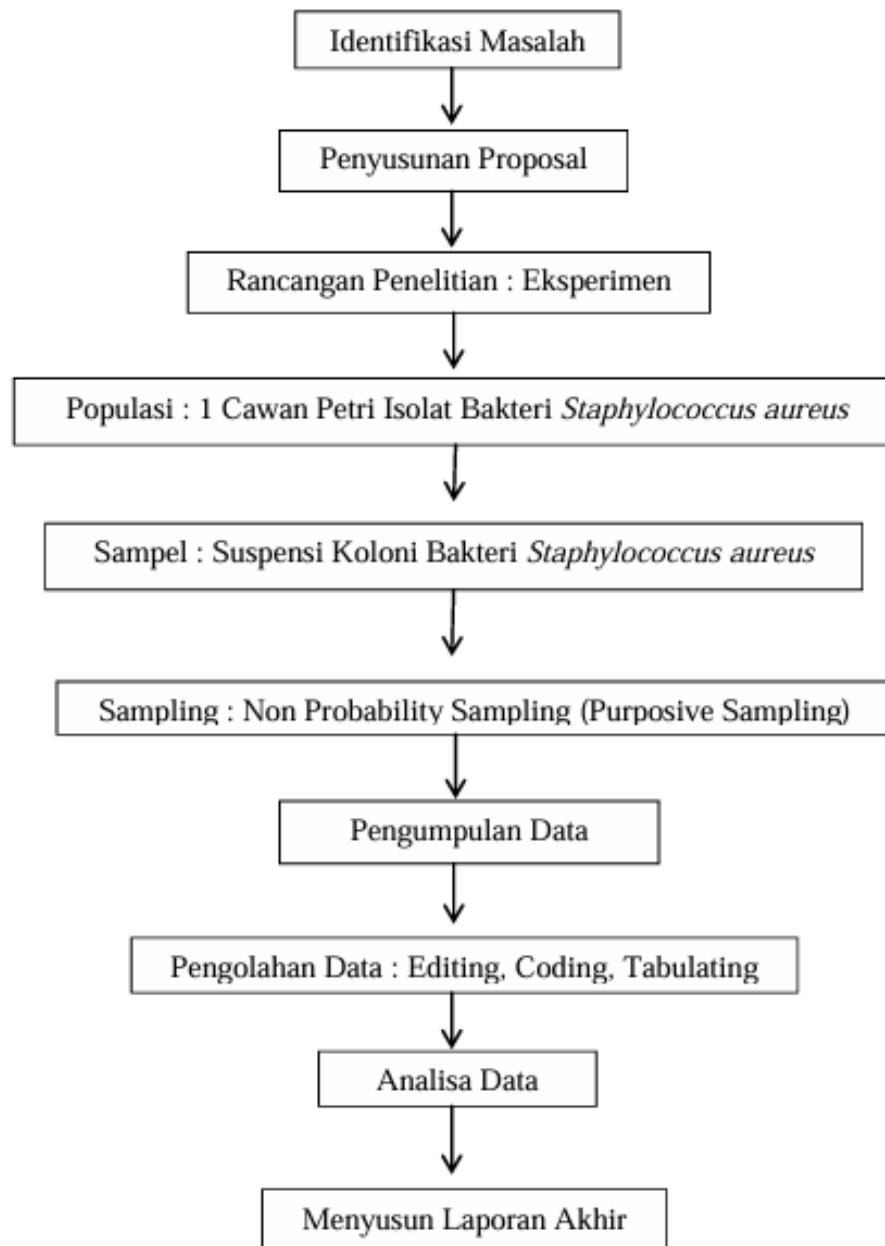 Identifikasi Masalah
Penyusunan Proposal
Rancangan Penelitian : Eksperimen
Populasi : 1 Cawan Petri Isolat Bakteri Staphylococcus aureus
Sampel : Suspensi Koloni Bakteri Staphylococcus aureus
Sampling : Non Probability Sampling (Purposive Sampling)
Pengumpulan Data
Pengolahan Data : Editing, Coding, Tabulating
Analisa Data
Menyusun Laporan Akhir